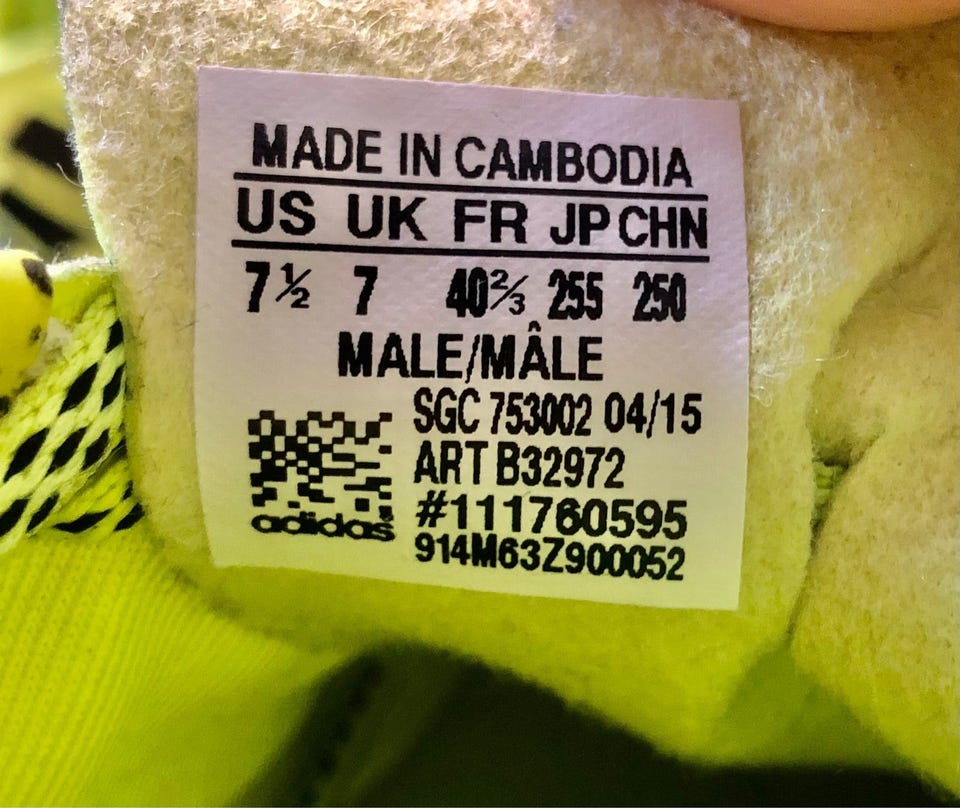 MADE IN CAMBODIA
US UK FR JP CHN
7½ 7 40⅔ 255 250
MALE/MÂLE
SGC 753002 04/15
ART B32972
#111760595
adidas
914M63Z900052